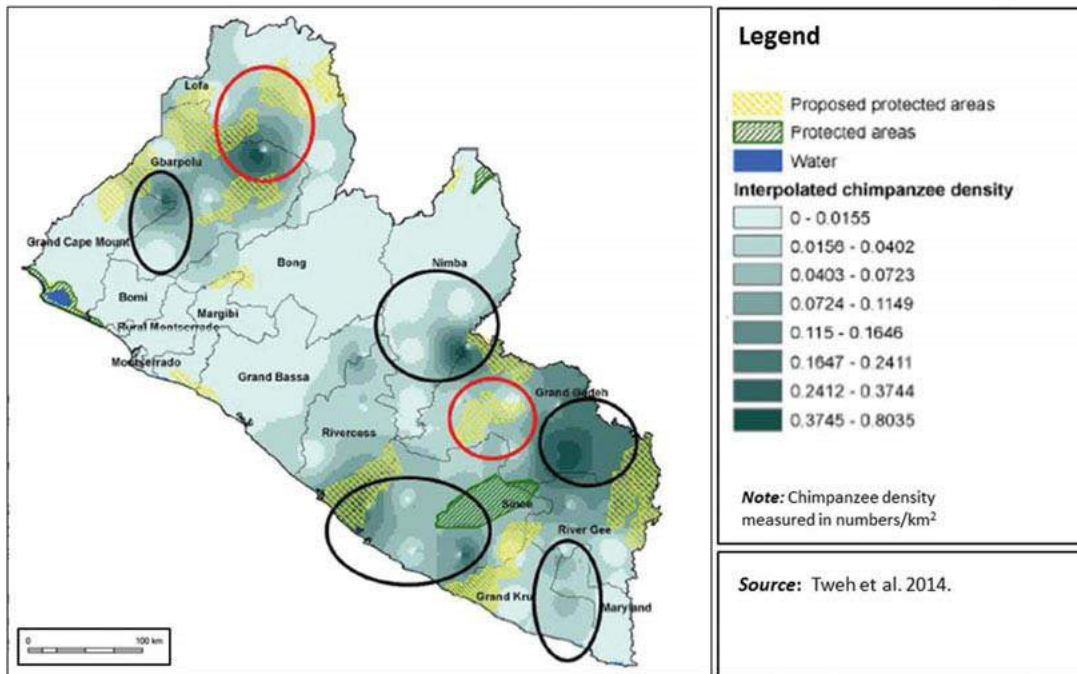 Lofa
Gbarpolu
Grand Cape Mount
Bong
Nimba
Bomi
Margibi
Rural Montserrado
Montserrado
Grand Bassa
Grand Gedeh
Rivercess
Sinoe
River Gee
Grand Kru
Maryland
0 100 km
Legend
Proposed protected areas
Protected areas
Water
Interpolated chimpanzee density
0 - 0.0155
0.0156 - 0.0402
0.0403 - 0.0723
0.0724 - 0.1149
0.115 - 0.1646
0.1647 - 0.2411
0.2412 - 0.3744
0.3745 - 0.8035
Note: Chimpanzee density
measured in numbers/km²
Source: Tweh et al. 2014.